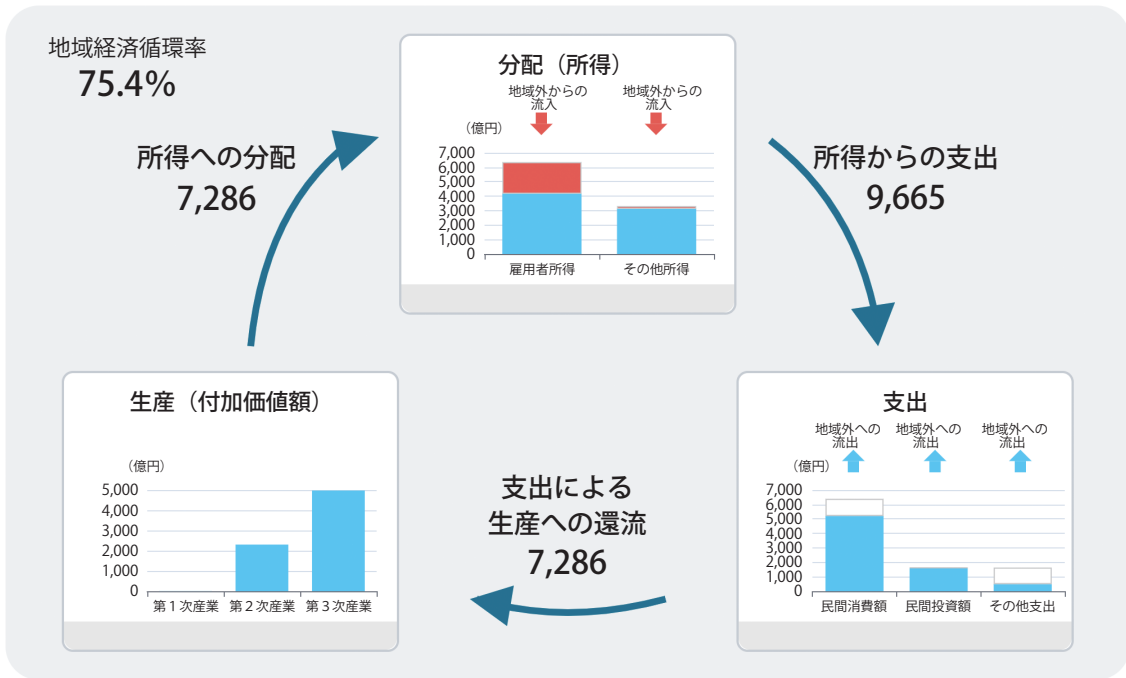 地域経済循環率
75.4%
所得への分配
7,286
分配（所得）
地域外からの
流入
地域外からの
流入
（億円）
7,000
6,000
5,000
4,000
3,000
2,000
1,000
0
雇用者所得
その他所得
所得からの支出
9,665
生産（付加価値額）
（億円）
5,000
4,000
3,000
2,000
1,000
0
第1次産業
第2次産業
第3次産業
支出による
生産への還流
7,286
支出
地域外への
流出
地域外への
流出
地域外への
流出
（億円）
7,000
6,000
5,000
4,000
3,000
2,000
1,000
0
民間消費額
民間投資額
その他支出